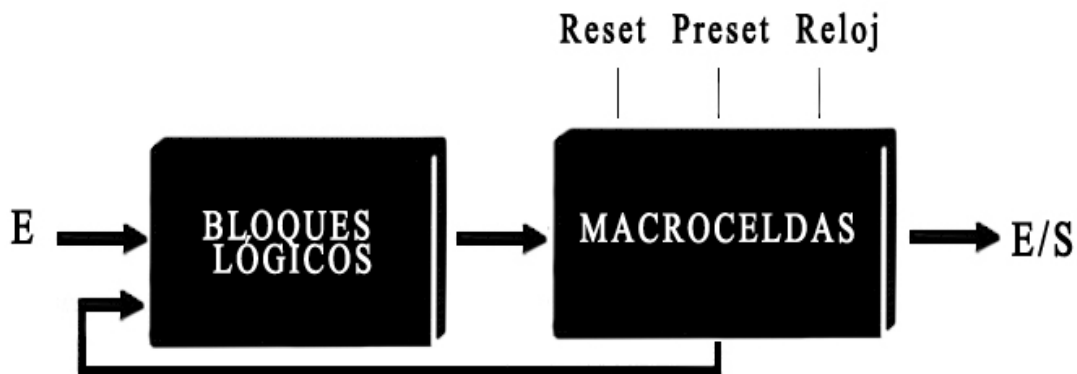 Reset Preset Reloj
E
BLOQUES
LÓGICOS
MACROCELDAS
E/S